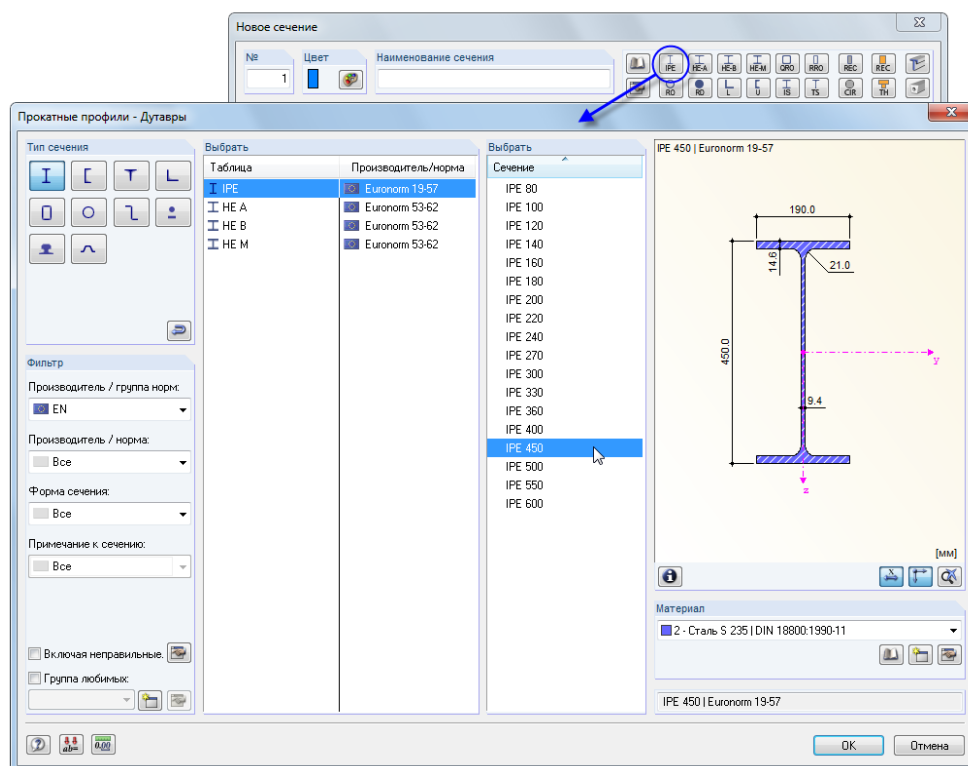 Новое сечение
№ Цвет Наименование сечения
1
IPE HE-A HE-B HE-M QRO RRO REC REC
RO RD L U IS TS CIR TH
Прокатные профили - Дутавры
Тип сечения
Выбрать
Таблица Производитель/норма
IPE Euronorm 19-57
HE A Euronorm 53-62
HE B Euronorm 53-62
HE M Euronorm 53-62
Выбрать
Сечение
IPE 80
IPE 100
IPE 120
IPE 140
IPE 160
IPE 180
IPE 200
IPE 220
IPE 240
IPE 270
IPE 300
IPE 330
IPE 360
IPE 400
IPE 450
IPE 500
IPE 550
IPE 600
IPE 450 | Euronorm 19-57
190.0
14.6
21.0
450.0
y
9.4
z
[мм]
Фильтр
Производитель / группа норм:
EN
Производитель / норма:
Все
Форма сечения:
Все
Примечание к сечению:
Все
Включая неправильные.
Группа любимых:
Материал
2 - Сталь S 235 | DIN 18800:1990-11
IPE 450 | Euronorm 19-57
ab= 0.00
OK Отмена